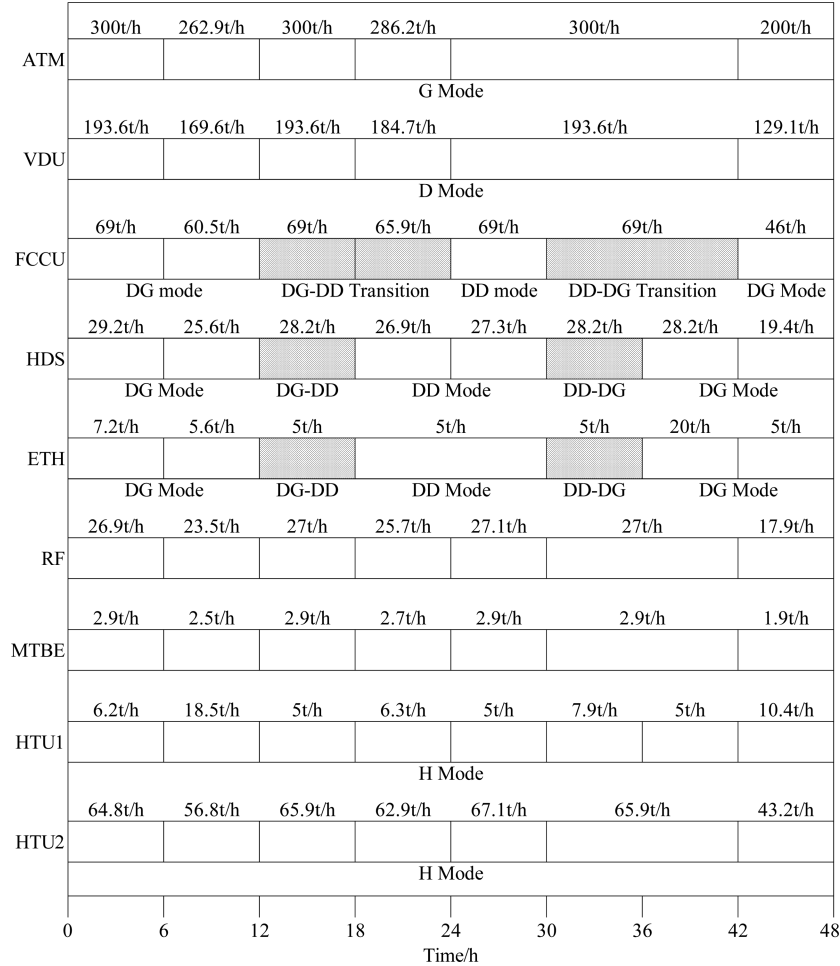 300t/h 262.9t/h 300t/h 286.2t/h 300t/h 200t/h
ATM
G Mode
193.6t/h 169.6t/h 193.6t/h 184.7t/h 193.6t/h 129.1t/h
VDU
D Mode
69t/h 60.5t/h 69t/h 65.9t/h 69t/h 69t/h 46t/h
FCCU
DG mode DG-DD Transition DD mode DD-DG Transition DG Mode
29.2t/h 25.6t/h 28.2t/h 26.9t/h 27.3t/h 28.2t/h 28.2t/h 19.4t/h
HDS
DG Mode DG-DD DD Mode DD-DG DG Mode
7.2t/h 5.6t/h 5t/h 5t/h 5t/h 20t/h 5t/h
ETH
DG Mode DG-DD DD Mode DD-DG DG Mode
26.9t/h 23.5t/h 27t/h 25.7t/h 27.1t/h 27t/h 17.9t/h
RF
2.9t/h 2.5t/h 2.9t/h 2.7t/h 2.9t/h 2.9t/h 1.9t/h
MTBE
6.2t/h 18.5t/h 5t/h 6.3t/h 5t/h 7.9t/h 5t/h 10.4t/h
HTU1
H Mode
64.8t/h 56.8t/h 65.9t/h 62.9t/h 67.1t/h 65.9t/h 43.2t/h
HTU2
H Mode
0 6 12 18 24 30 36 42 48
Time/h